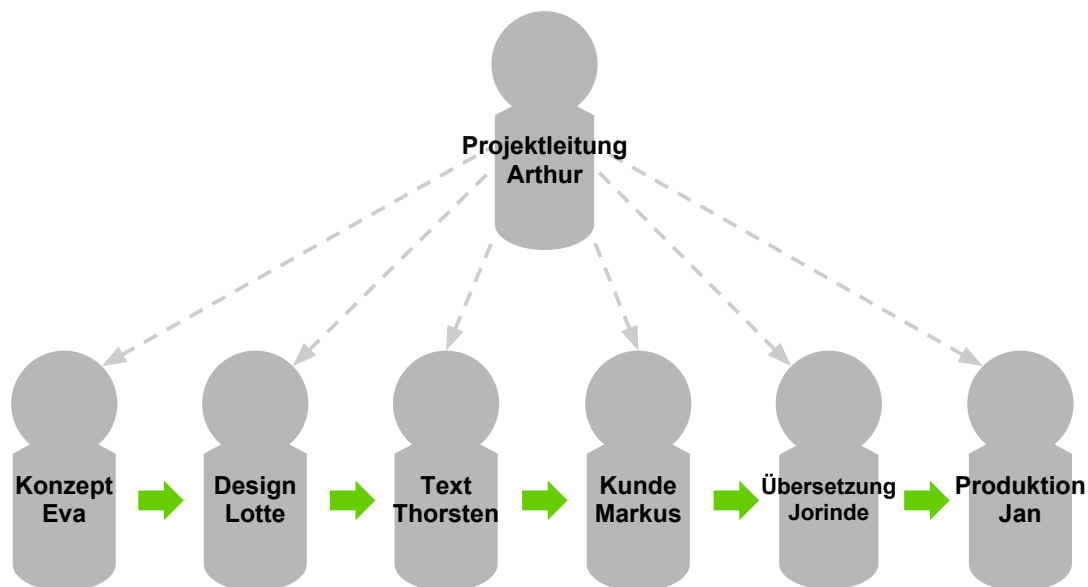 Projektleitung
Arthur
Konzept
Eva
Design
Lotte
Text
Thorsten
Kunde
Markus
Übersetzung
Jorinde
Produktion
Jan